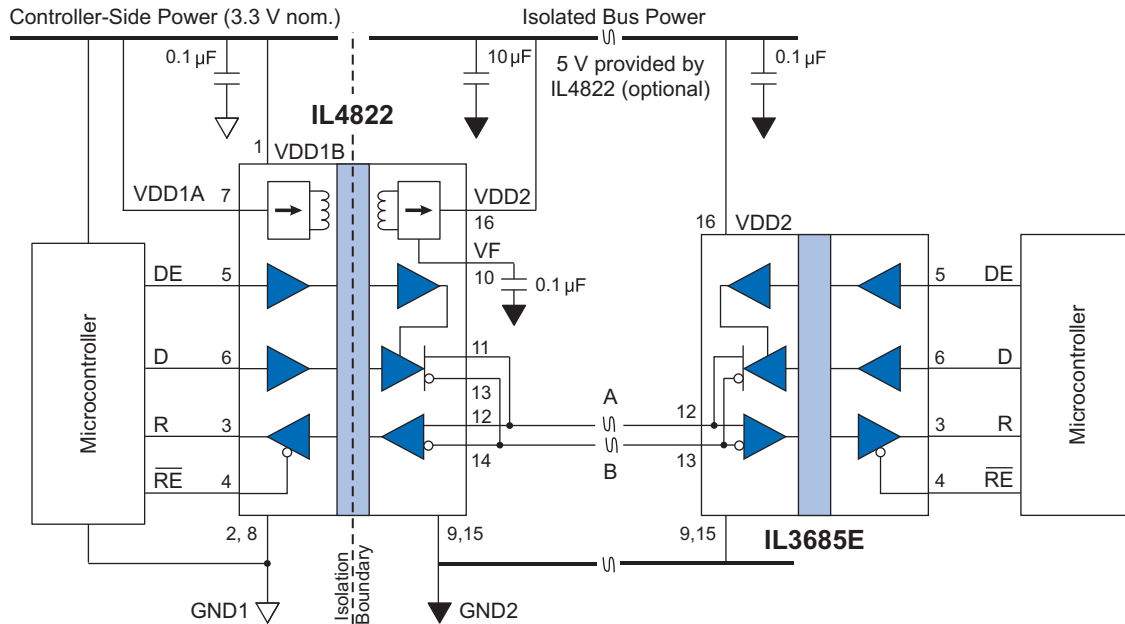 Controller-Side Power (3.3 V nom.)
Isolated Bus Power
0.1 µF
10 µF
5 V provided by
IL4822 (optional)
0.1 µF
IL4822
1
VDD1B
VDD1A
7
VDD2
16
VF
10
0.1 µF
16
VDD2
Microcontroller
DE
5
D
6
R
3
RE
4
11
13
12
14
A
B
12
13
5
DE
6
D
3
R
4
RE
Microcontroller
2, 8
9,15
9,15
IL3685E
GND1
Isolation
Boundary
GND2